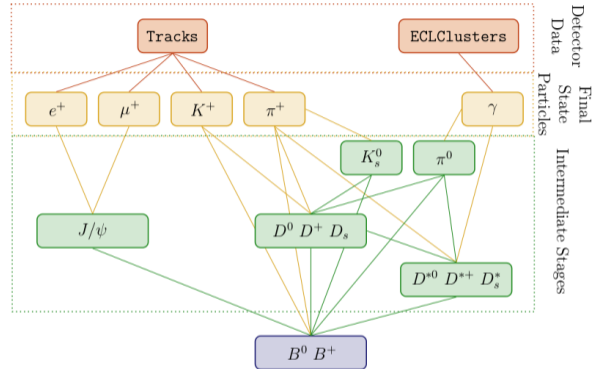 Tracks
ECLClusters
Detector
Data
e⁺
μ⁺
K⁺
π⁺
γ
Final
State
Particles
K⁰ₛ
π⁰
J/ψ
D⁰ D⁺ Dₛ
D*⁰ D*⁺ D*ₛ
Intermediate Stages
B⁰ B⁺